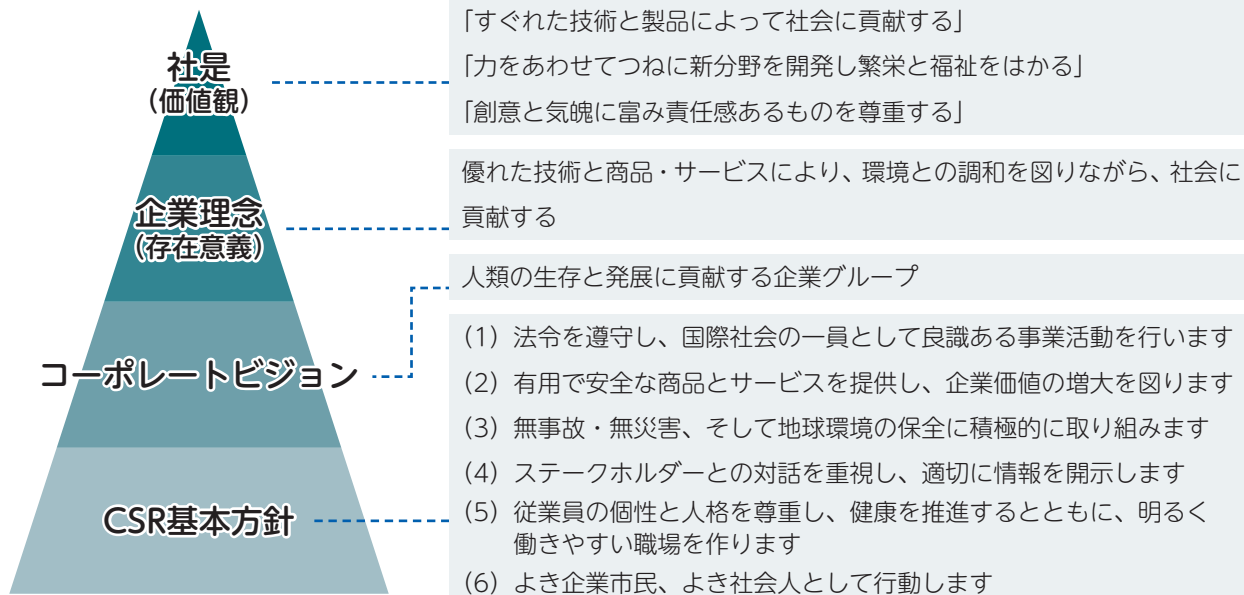 社是
（価値観）
「すぐれた技術と製品によって社会に貢献する」
「力をあわせてつねに新分野を開発し繁栄と福祉をはかる」
「創意と気魄に富み責任感あるものを尊重する」
企業理念
（存在意義）
優れた技術と商品・サービスにより、環境との調和を図りながら、社会に
貢献する
コーポレートビジョン
人類の生存と発展に貢献する企業グループ
CSR基本方針
（1）法令を遵守し、国際社会の一員として良識ある事業活動を行います
（2）有用で安全な商品とサービスを提供し、企業価値の増大を図ります
（3）無事故・無災害、そして地球環境の保全に積極的に取り組みます
（4）ステークホルダーとの対話を重視し、適切に情報を開示します
（5）従業員の個性と人格を尊重し、健康を推進するとともに、明るく
働きやすい職場を作ります
（6）よき企業市民、よき社会人として行動します